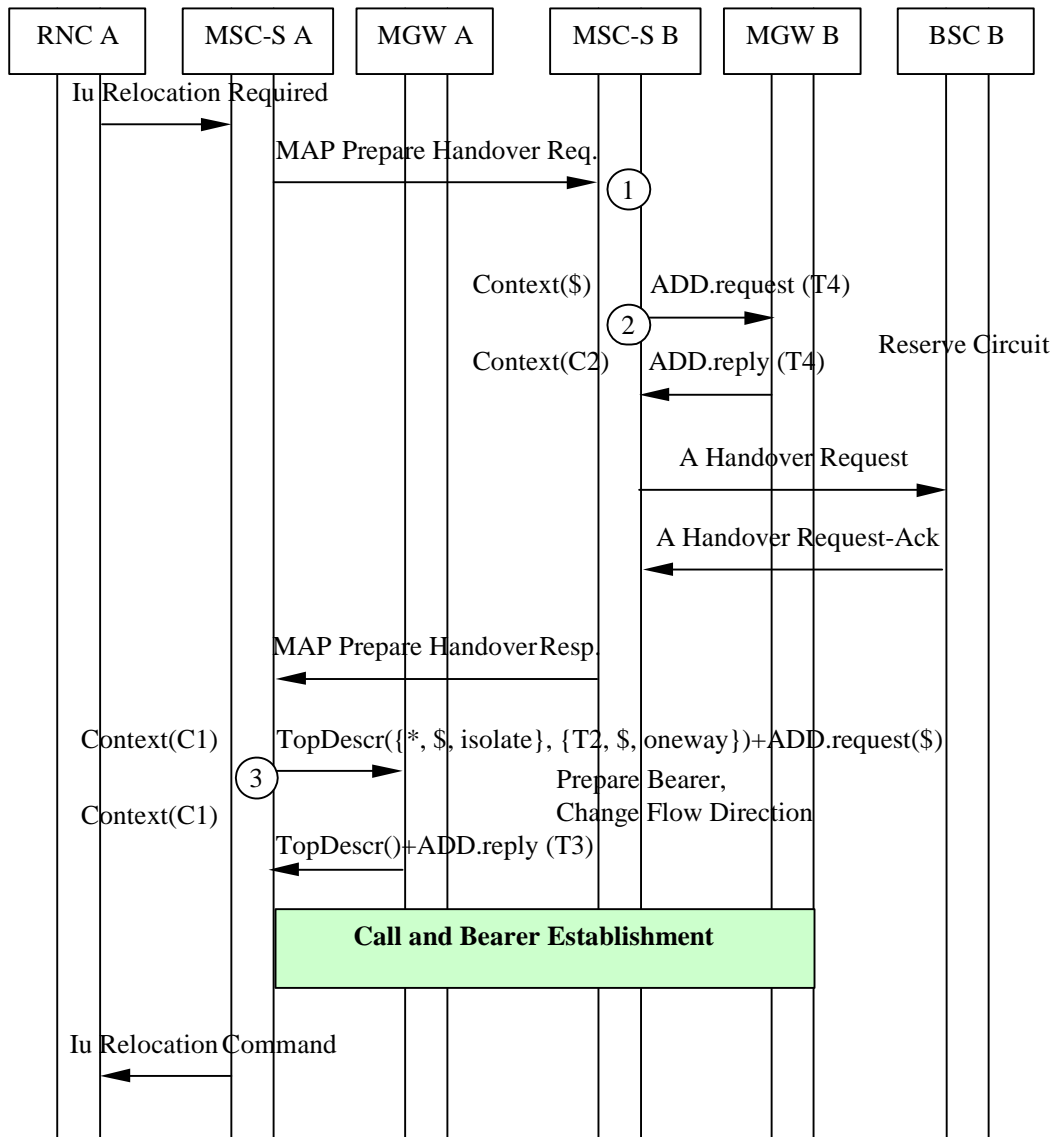 RNC A
MSC-S A
MGW A
MSC-S B
MGW B
BSC B
Iu Relocation Required
MAP Prepare Handover Req.
1
Context($)
ADD.request (T4)
2
Reserve Circuit
Context(C2)
ADD.reply (T4)
A Handover Request
A Handover Request-Ack
MAP Prepare Handover Resp.
Context(C1)
TopDescr({*, $, isolate}, {T2, $, oneway})+ADD.request($)
3
Prepare Bearer,
Change Flow Direction
Context(C1)
TopDescr()+ADD.reply (T3)
Call and Bearer Establishment
Iu Relocation Command